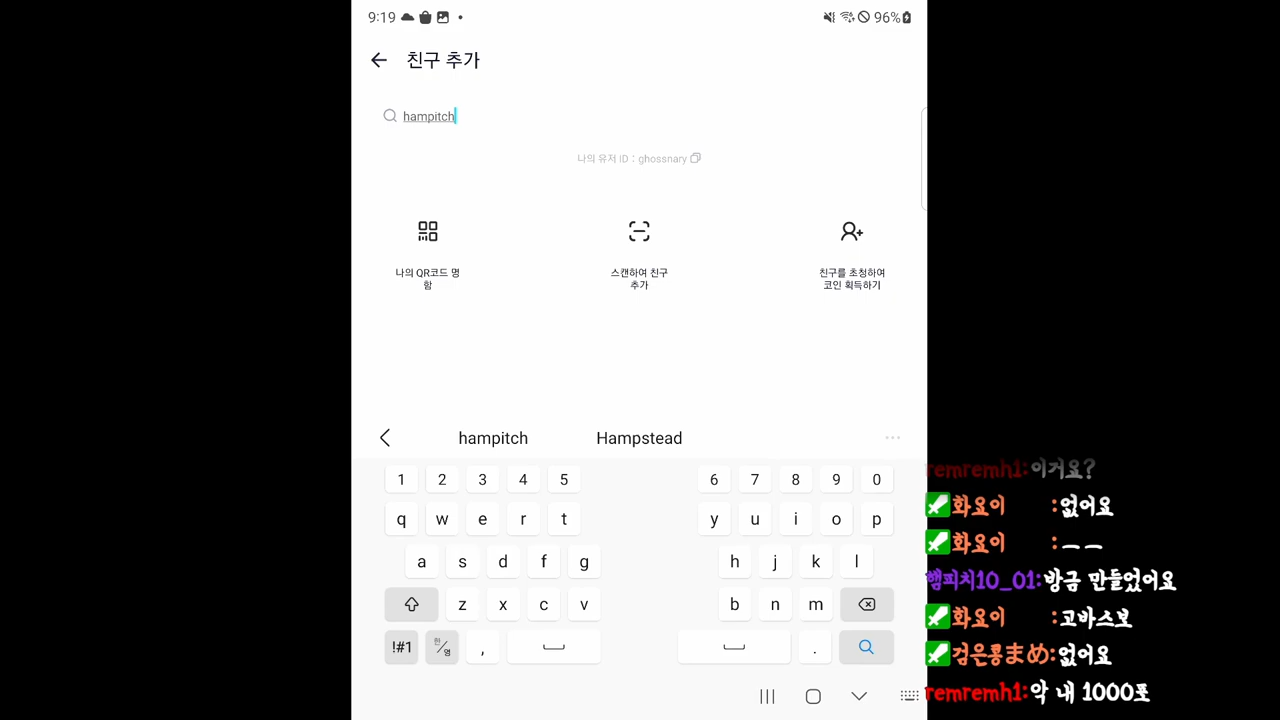 9:19
96%
친구 추가
hampitch
나의 유저 ID : ghossnary
나의 QR코드 명
함
스캔하여 친구
추가
친구를 초청하여
코인 획득하기
hampitch Hampstead
1 2 3 4 5 6 7 8 9 0
q w e r t y u i o p
a s d f g h j k l
z x c v b n m
!#1 한/영 , .
remremh1:이거요?
화요이 :없어요
화요이 :ㅡㅡ
햄피치10_01:방금 만들었어요
화요이 :고바스보
검은콩まめ:없어요
remremh1:악 내 1000포